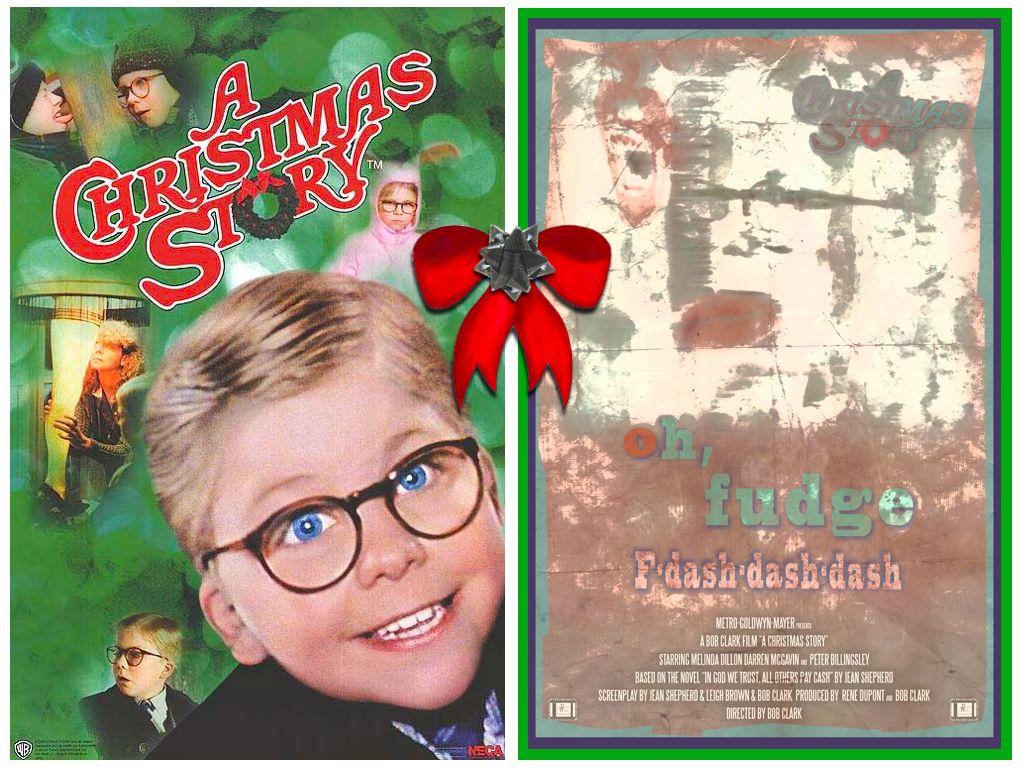 A
CHRISTMAS
STORY™
WB
NECA
A
CHRISTMAS
STORY
oh,
fudge
F-dash-dash-dash
METRO-GOLDWYN-MAYER PRESENTS
A BOB CLARK FILM "A CHRISTMAS STORY"
STARRING MELINDA DILLON DARREN MCGAVIN AND PETER BILLINGSLEY
BASED ON THE NOVEL "IN GOD WE TRUST, ALL OTHERS PAY CASH" BY JEAN SHEPHERD
SCREENPLAY BY JEAN SHEPHERD & LEIGH BROWN & BOB CLARK PRODUCED BY RENE DUPONT AND BOB CLARK
DIRECTED BY BOB CLARK